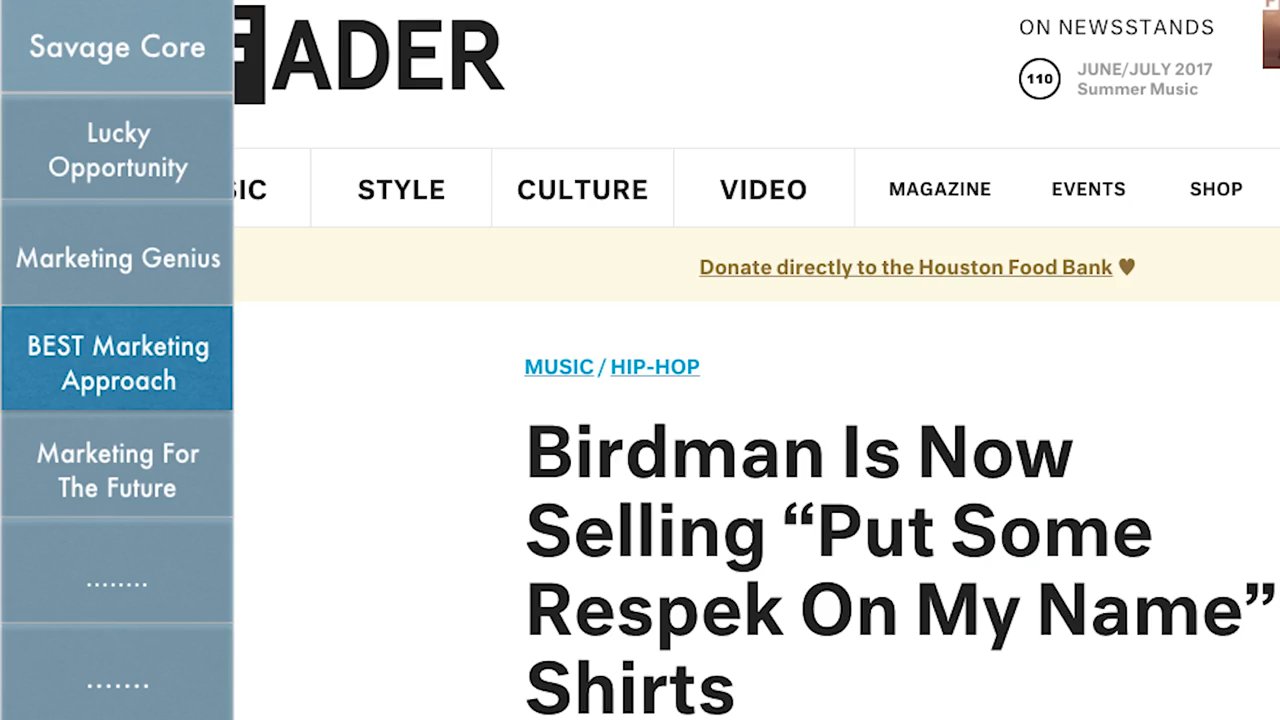 Savage Core
Lucky
Opportunity
Marketing Genius
BEST Marketing
Approach
Marketing For
The Future
........
.......
FADER
ON NEWSSTANDS
110
JUNE/JULY 2017
Summer Music
SIC
STYLE
CULTURE
VIDEO
MAGAZINE
EVENTS
SHOP
Donate directly to the Houston Food Bank ♥
MUSIC / HIP-HOP
Birdman Is Now
Selling “Put Some
Respek On My Name”
Shirts